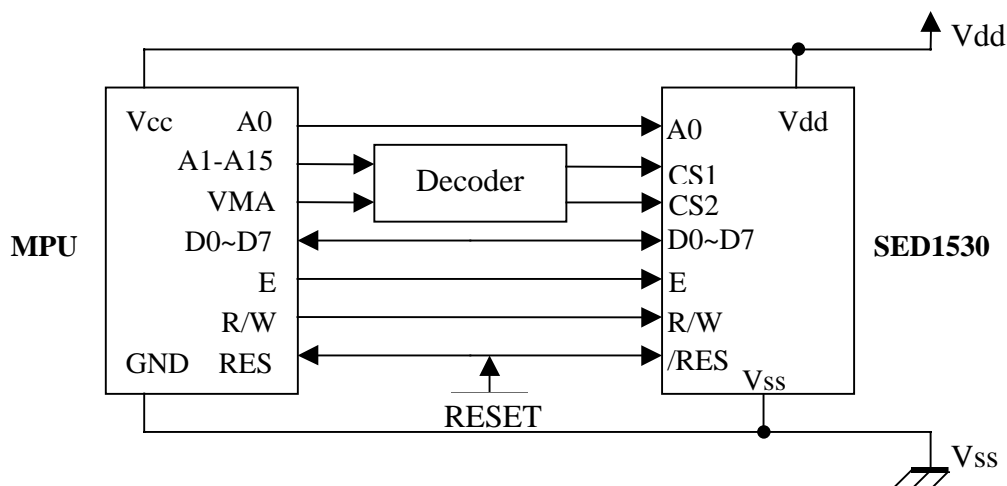 Vdd
Vcc A0 A0 Vdd
A1-A15 Decoder CS1
VMA CS2
MPU D0~D7 D0~D7 SED1530
E E
R/W R/W
GND RES /RES
Vss
RESET
Vss